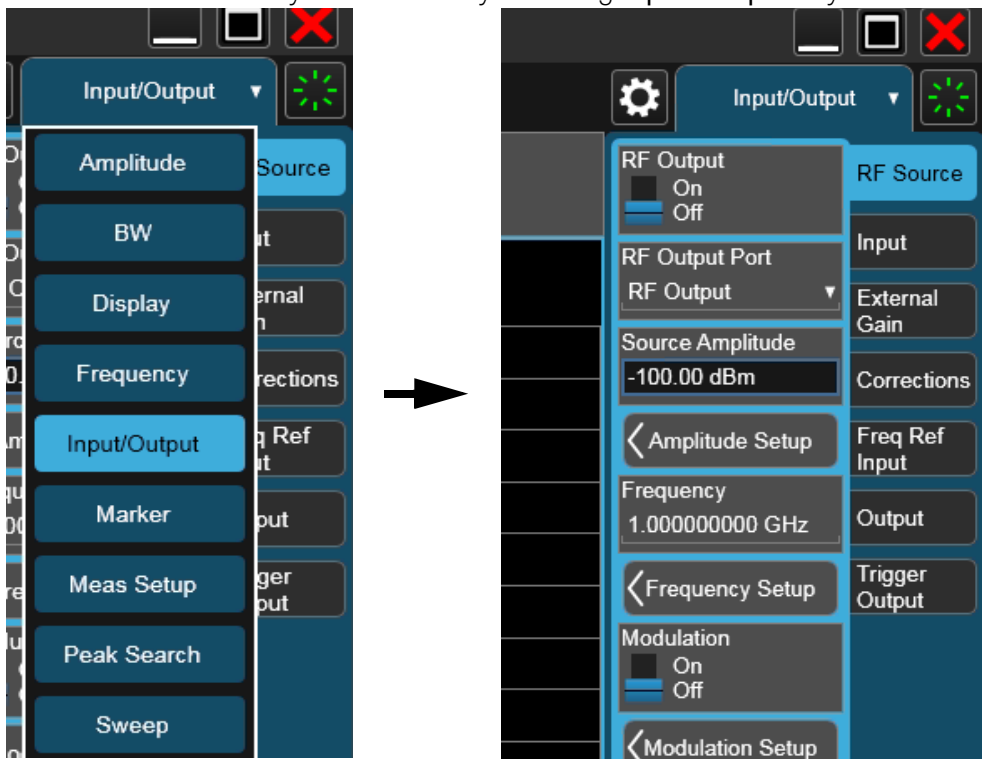 Input/Output
Amplitude
BW
Display
Frequency
Input/Output
Marker
Meas Setup
Peak Search
Sweep
Source
rections
Input/Output
RF Output
On
Off
RF Output Port
RF Output
Source Amplitude
-100.00 dBm
Amplitude Setup
Frequency
1.000000000 GHz
Frequency Setup
Modulation
On
Off
Modulation Setup
RF Source
Input
External
Gain
Corrections
Freq Ref
Input
Output
Trigger
Output